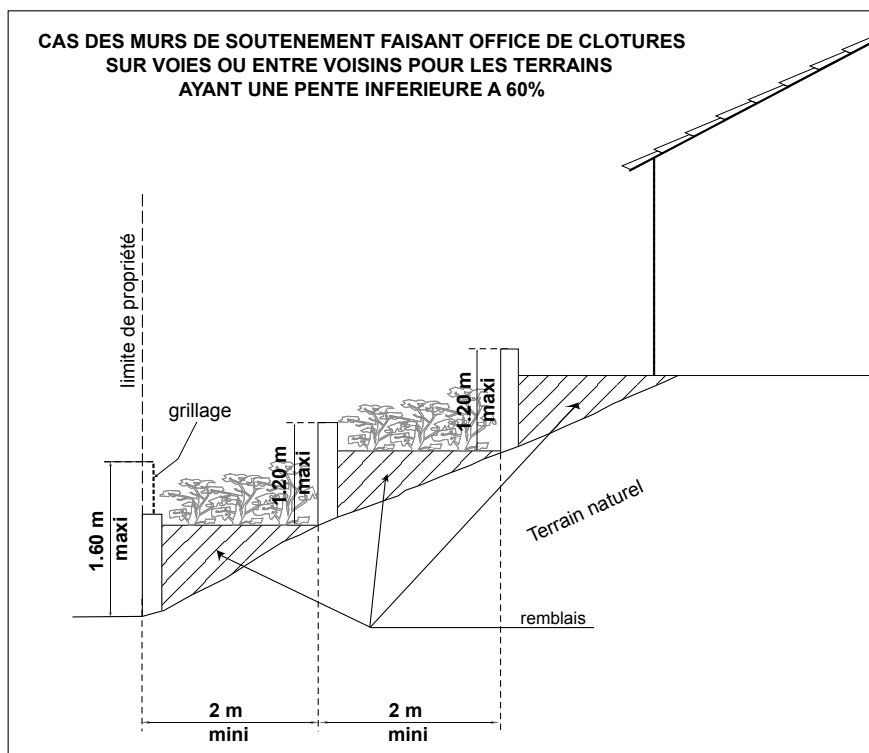 CAS DES MURS DE SOUTENEMENT FAISANT OFFICE DE CLOTURES
SUR VOIES OU ENTRE VOISINS POUR LES TERRAINS
AYANT UNE PENTE INFERIEURE A 60%
limite de propriété
grillage
1.60 m
maxi
1.20 m
maxi
1.20 m
maxi
Terrain naturel
remblais
2 m
mini
2 m
mini